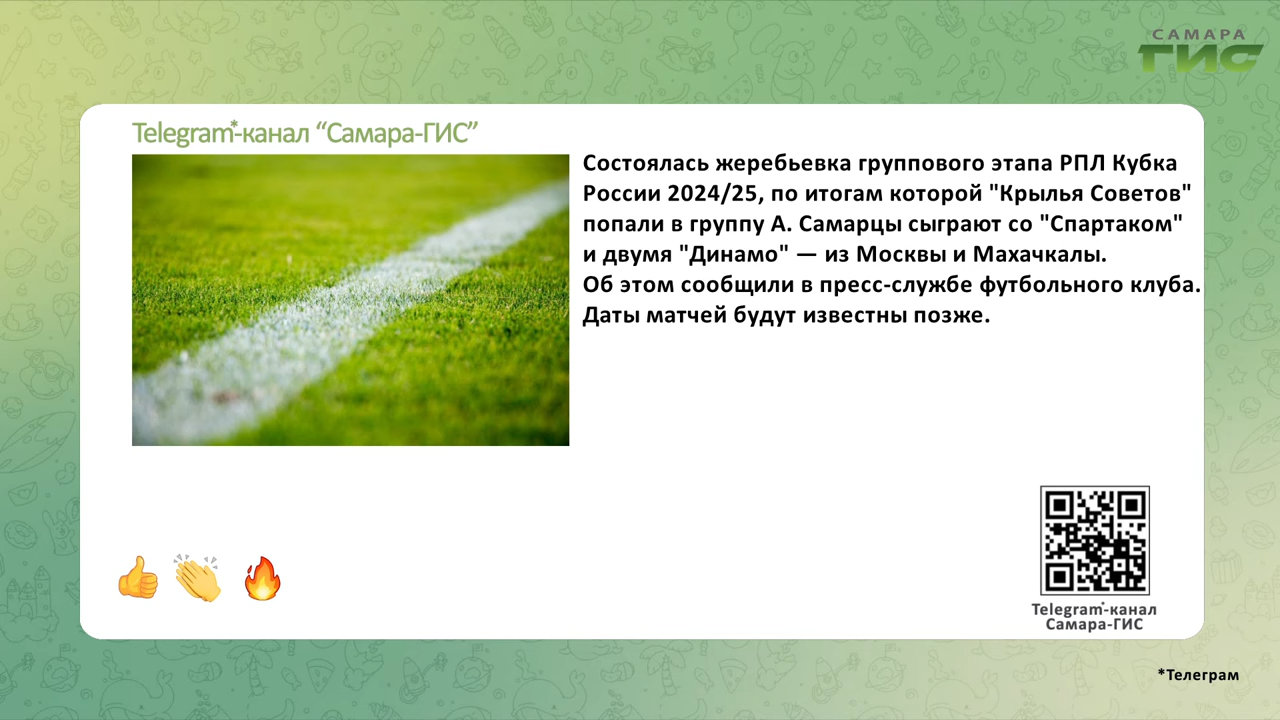 САМАРА
ГИС
Telegram*-канал “Самара-ГИС”
Состоялась жеребьевка группового этапа РПЛ Кубка
России 2024/25, по итогам которой "Крылья Советов"
попали в группу А. Самарцы сыграют со "Спартаком"
и двумя "Динамо" — из Москвы и Махачкалы.
Об этом сообщили в пресс-службе футбольного клуба.
Даты матчей будут известны позже.
Telegram*-канал
Самара-ГИС
*Телеграм